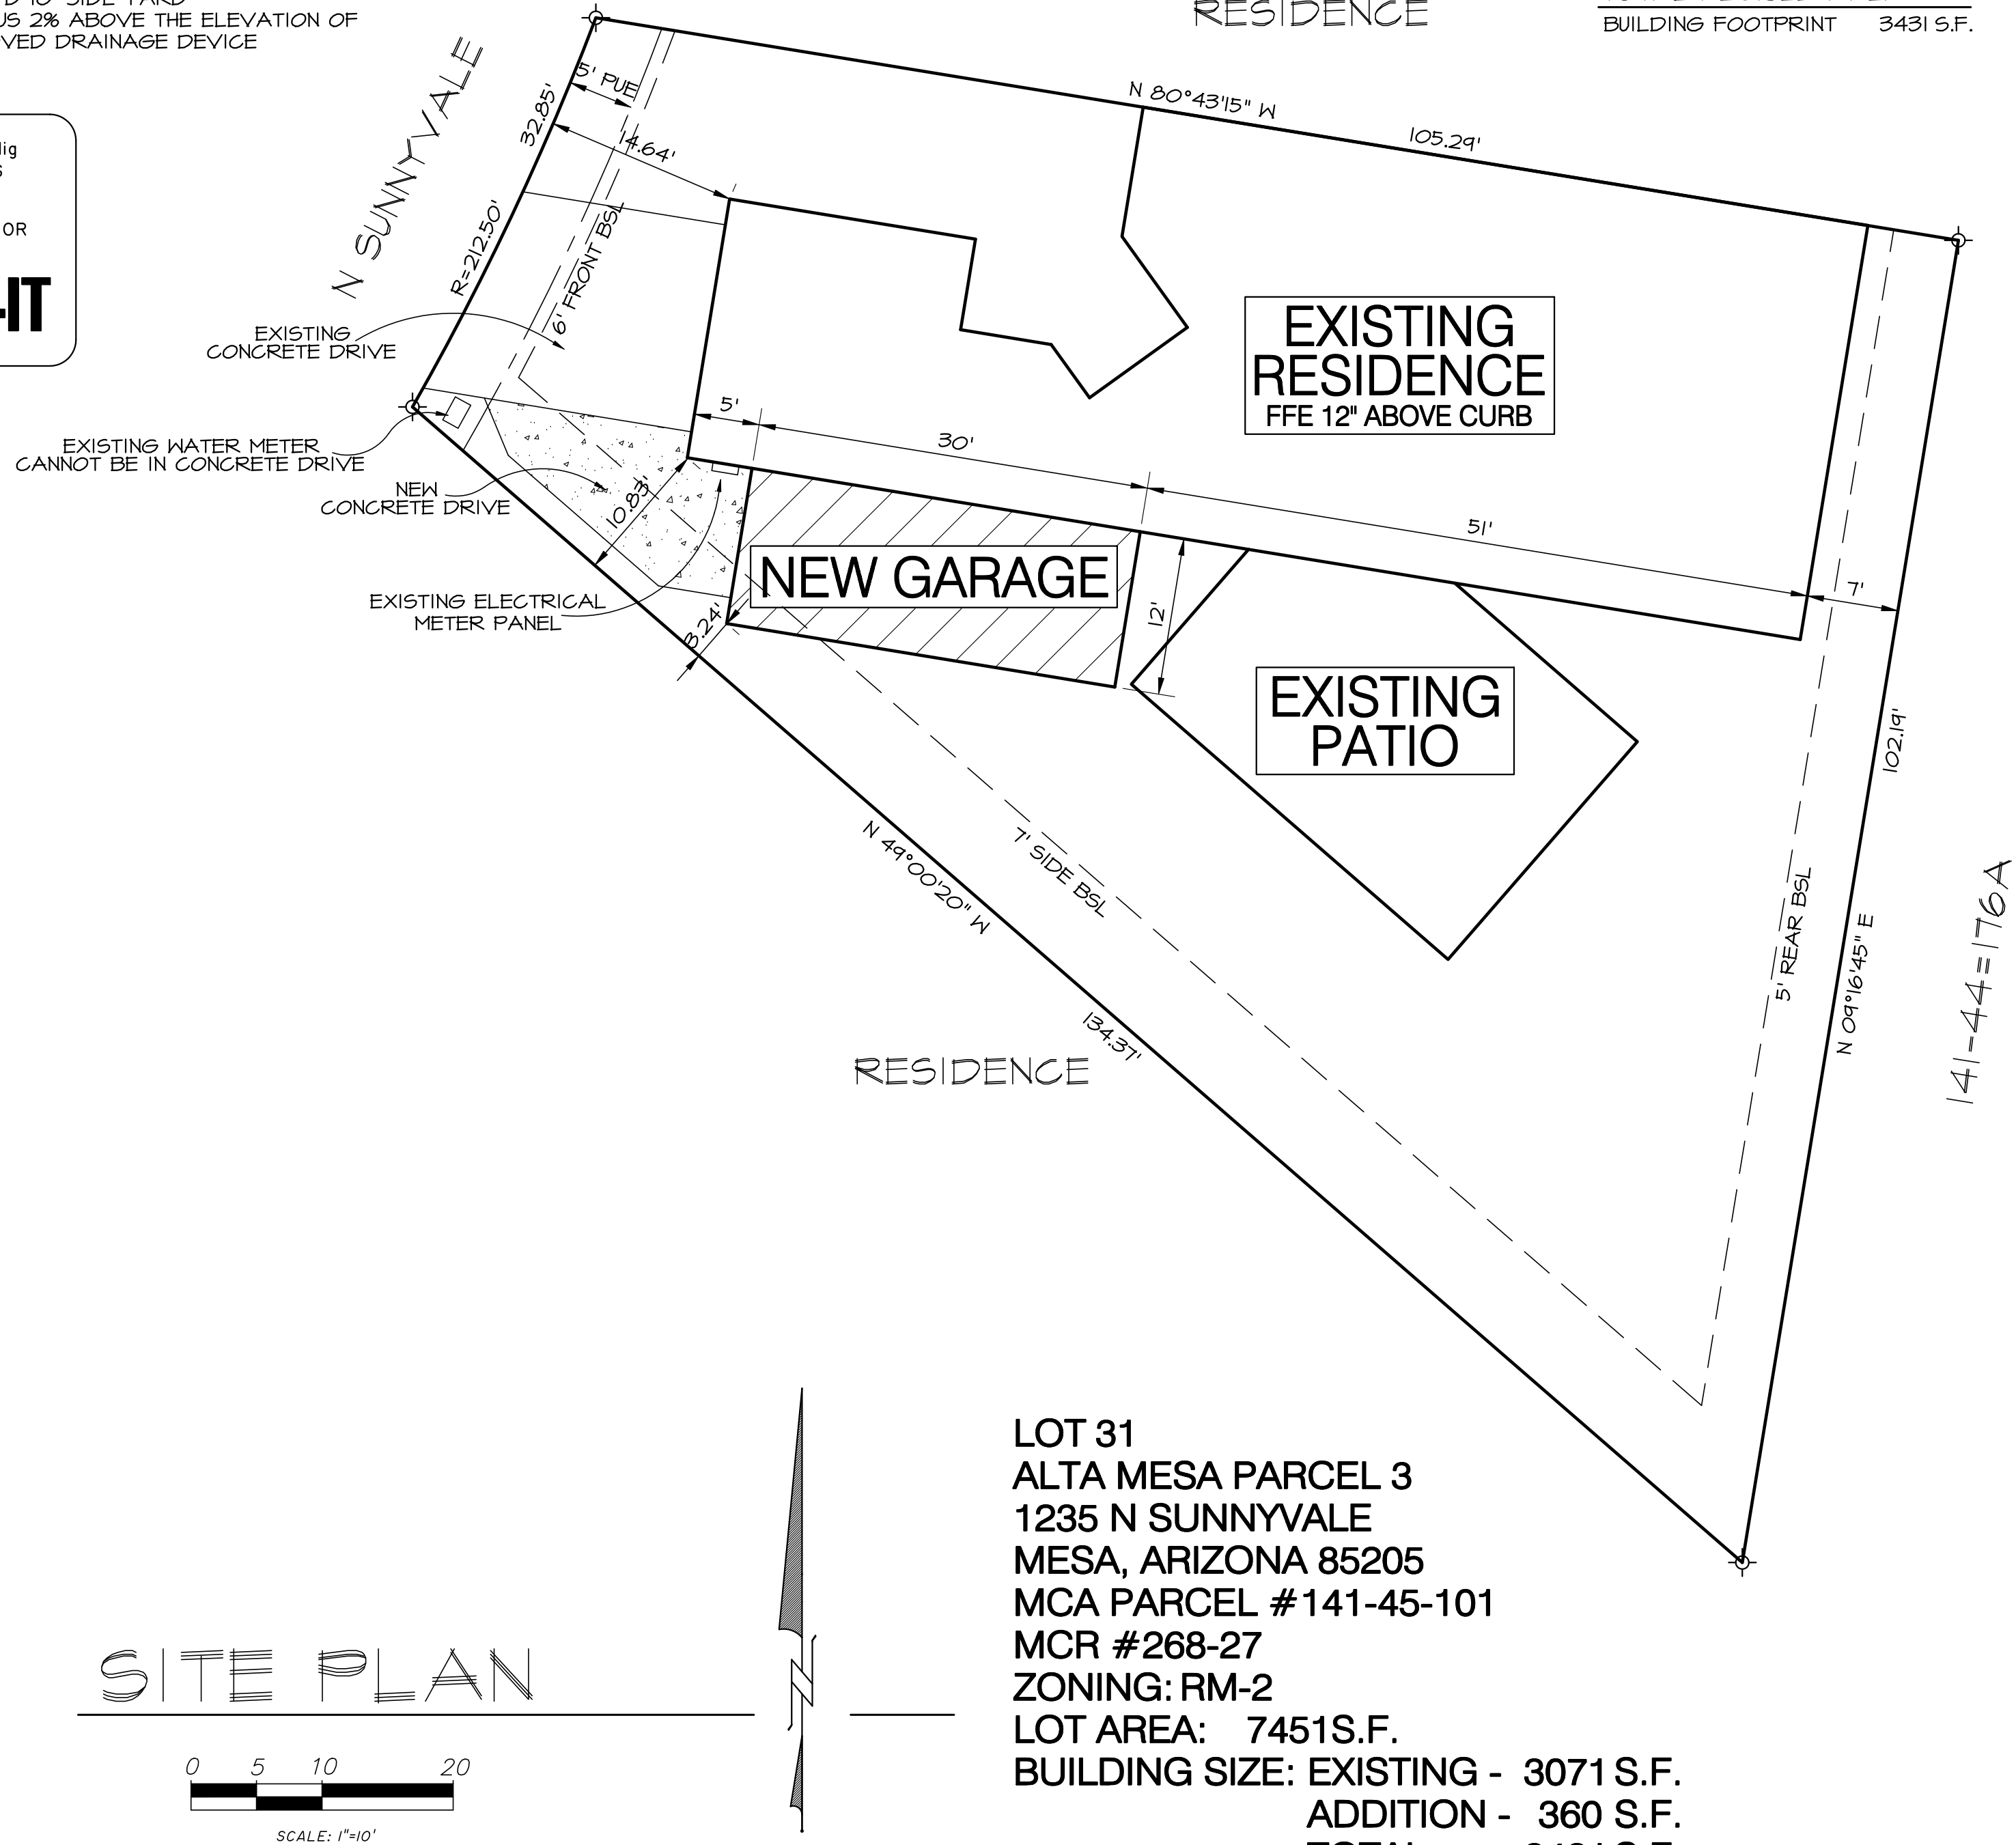 10' SIDE YARD
2% ABOVE THE ELEVATION OF
DRAINAGE DEVICE
OR
RESIDENCE
BUILDING FOOTPRINT 3431 S.F.
N SUNNYVALE
5' PUE
32.85'
14.64'
R=212.50'
6' FRONT BSL
N 80°43'15" W
105.29'
EXISTING
CONCRETE DRIVE
EXISTING
RESIDENCE
FFE 12" ABOVE CURB
EXISTING WATER METER
CANNOT BE IN CONCRETE DRIVE
NEW
CONCRETE DRIVE
5'
30'
51'
7'
10.83'
NEW GARAGE
12'
EXISTING ELECTRICAL
METER PANEL
3.24'
EXISTING
PATIO
102.19'
N 49°00'20" W
7' SIDE BSL
5' REAR BSL
N 09°16'45" E
141-44=176A
134.37'
RESIDENCE
LOT 31
ALTA MESA PARCEL 3
1235 N SUNNYVALE
MESA, ARIZONA 85205
MCA PARCEL #141-45-101
MCR #268-27
ZONING: RM-2
LOT AREA: 7451S.F.
BUILDING SIZE: EXISTING - 3071 S.F.
ADDITION - 360 S.F.
N
SITE PLAN
0 5 10 20
SCALE: 1"=10'